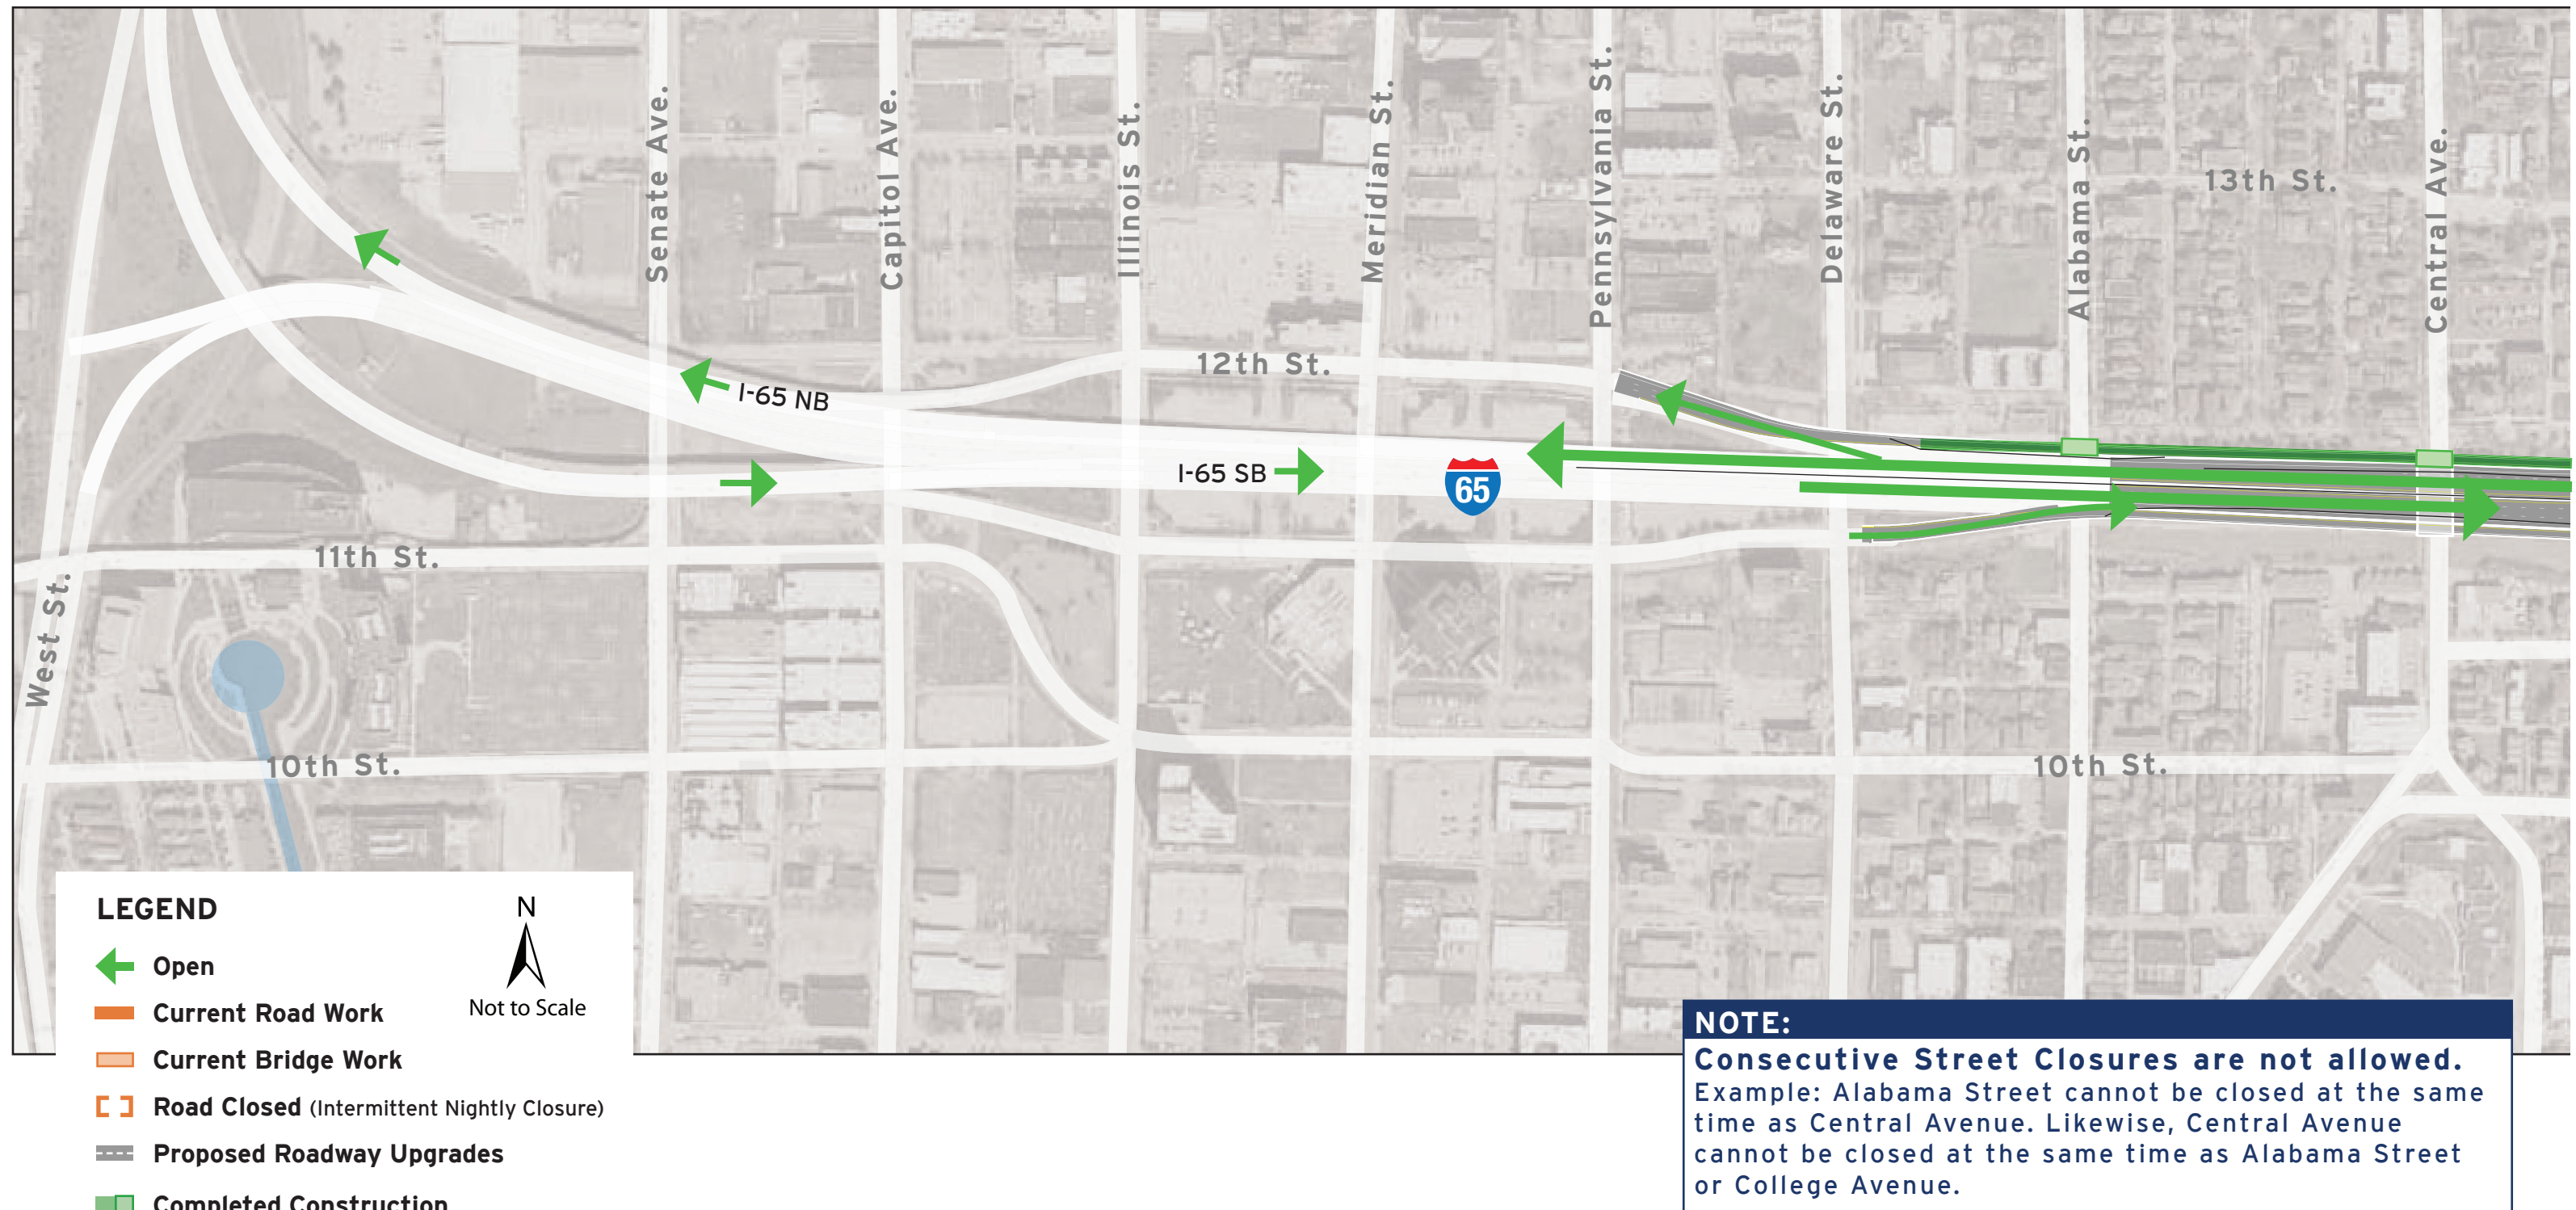 Senate Ave.
Capitol Ave.
Illinois St.
Meridian St.
Pennsylvania St.
Delaware St.
Alabama St.
13th St.
Central Ave.
12th St.
I-65 NB
I-65 SB
65
11th St.
West St.
10th St.
10th St.
LEGEND
N
Not to Scale
Open
Current Road Work
Current Bridge Work
Road Closed (Intermittent Nightly Closure)
Proposed Roadway Upgrades
Completed Construction
NOTE:
Consecutive Street Closures are not allowed.
Example: Alabama Street cannot be closed at the same
time as Central Avenue. Likewise, Central Avenue
cannot be closed at the same time as Alabama Street
or College Avenue.